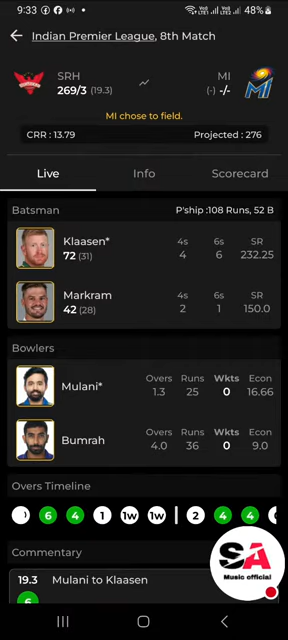 9:33
48%
Indian Premier League, 8th Match
SRH
269/3 (19.3)
MI
(-) -/-
MI
MI chose to field.
CRR : 13.79
Projected : 276
Live
Info
Scorecard
Batsman
P'ship :108 Runs, 52 B
Klaasen*
72 (31)
4s 6s SR
4 6 232.25
Markram
42 (28)
4s 6s SR
2 1 150.0
Bowlers
Mulani*
Overs Runs Wkts Econ
1.3 25 0 16.66
Bumrah
Overs Runs Wkts Econ
4.0 36 0 9.0
Overs Timeline
6 4 1 1w 1w | 2 4 4
Commentary
19.3 Mulani to Klaasen
6
SA
Music official